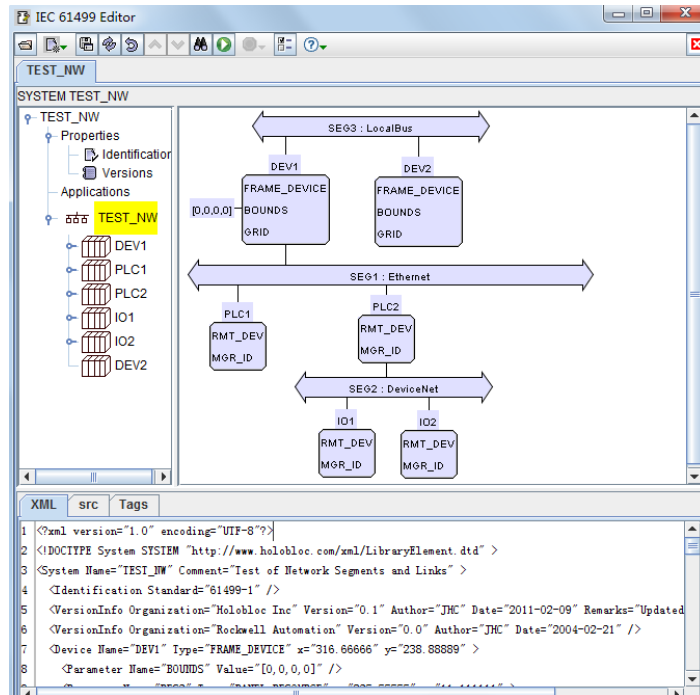 IEC 61499 Editor
TEST_NW
SYSTEM TEST_NW
TEST_NW
Properties
Identification
Versions
Applications
TEST_NW
DEV1
PLC1
PLC2
IO1
IO2
DEV2
SEG3 : LocalBus
DEV1
DEV2
FRAME_DEVICE
[0,0,0,0] BOUNDS
GRID
FRAME_DEVICE
BOUNDS
GRID
SEG1 : Ethernet
PLC1
RMT_DEV
MGR_ID
PLC2
RMT_DEV
MGR_ID
SEG2 : DeviceNet
IO1
RMT_DEV
MGR_ID
IO2
RMT_DEV
MGR_ID
XML src Tags
1 <?xml version="1.0" encoding="UTF-8"?>
2 <!DOCTYPE System SYSTEM "http://www.holobloc.com/xml/LibraryElement.dtd" >
3 <System Name="TEST_NW" Comment="Test of Network Segments and Links" >
4 <Identification Standard="61499-1" />
5 <VersionInfo Organization="Holobloc Inc" Version="0.1" Author="JHC" Date="2011-02-09" Remarks="Updated
6 <VersionInfo Organization="Rockwell Automation" Version="0.0" Author="JHC" Date="2004-02-21" />
7 <Device Name="DEV1" Type="FRAME_DEVICE" x="316.66666" y="238.88889" >
8 <Parameter Name="BOUNDS" Value="[0,0,0,0]" />